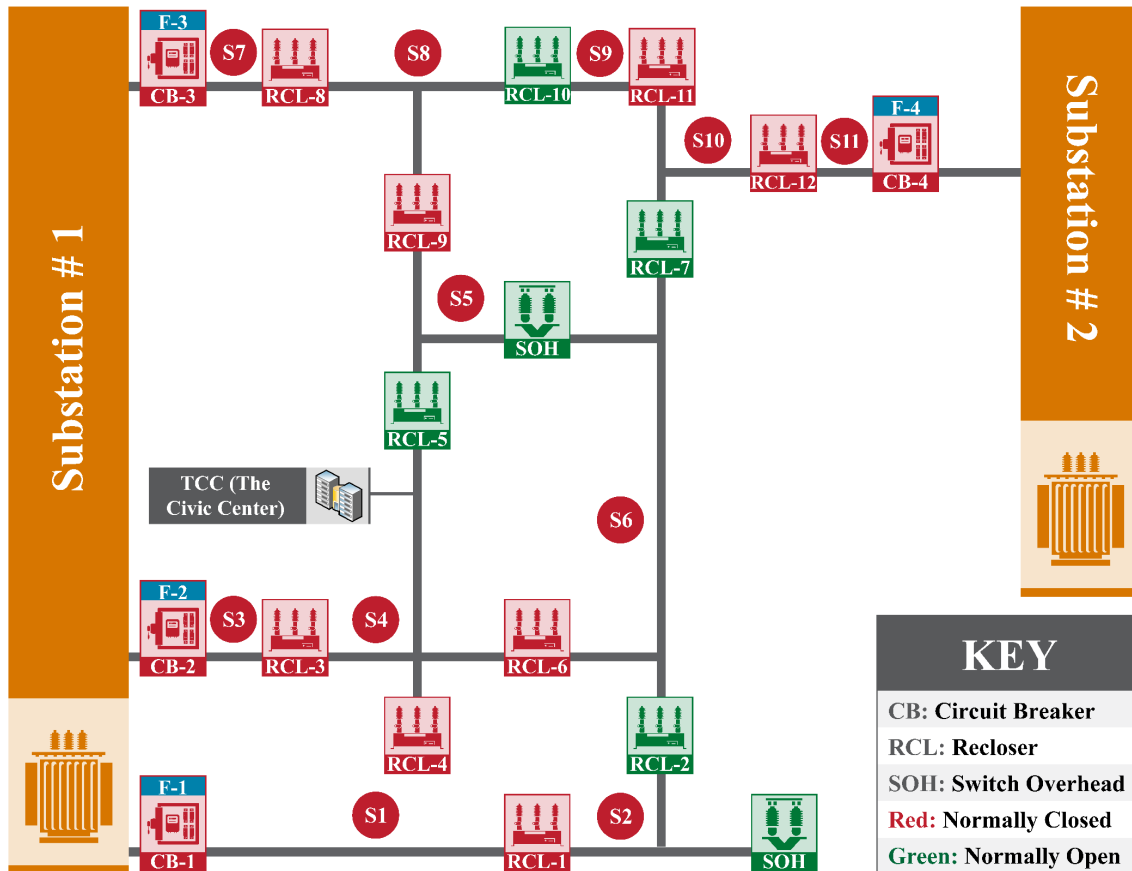 F-3
S7
S8
S9
CB-3
RCL-8
RCL-10
RCL-11
F-4
S10
S11
RCL-12
CB-4
RCL-9
RCL-7
S5
SOH
Substation # 1
Substation # 2
RCL-5
TCC (The
Civic Center)
S6
F-2
S3
S4
CB-2
RCL-3
RCL-6
RCL-4
RCL-2
F-1
S1
S2
CB-1
RCL-1
SOH
KEY
CB: Circuit Breaker
RCL: Recloser
SOH: Switch Overhead
Red: Normally Closed
Green: Normally Open